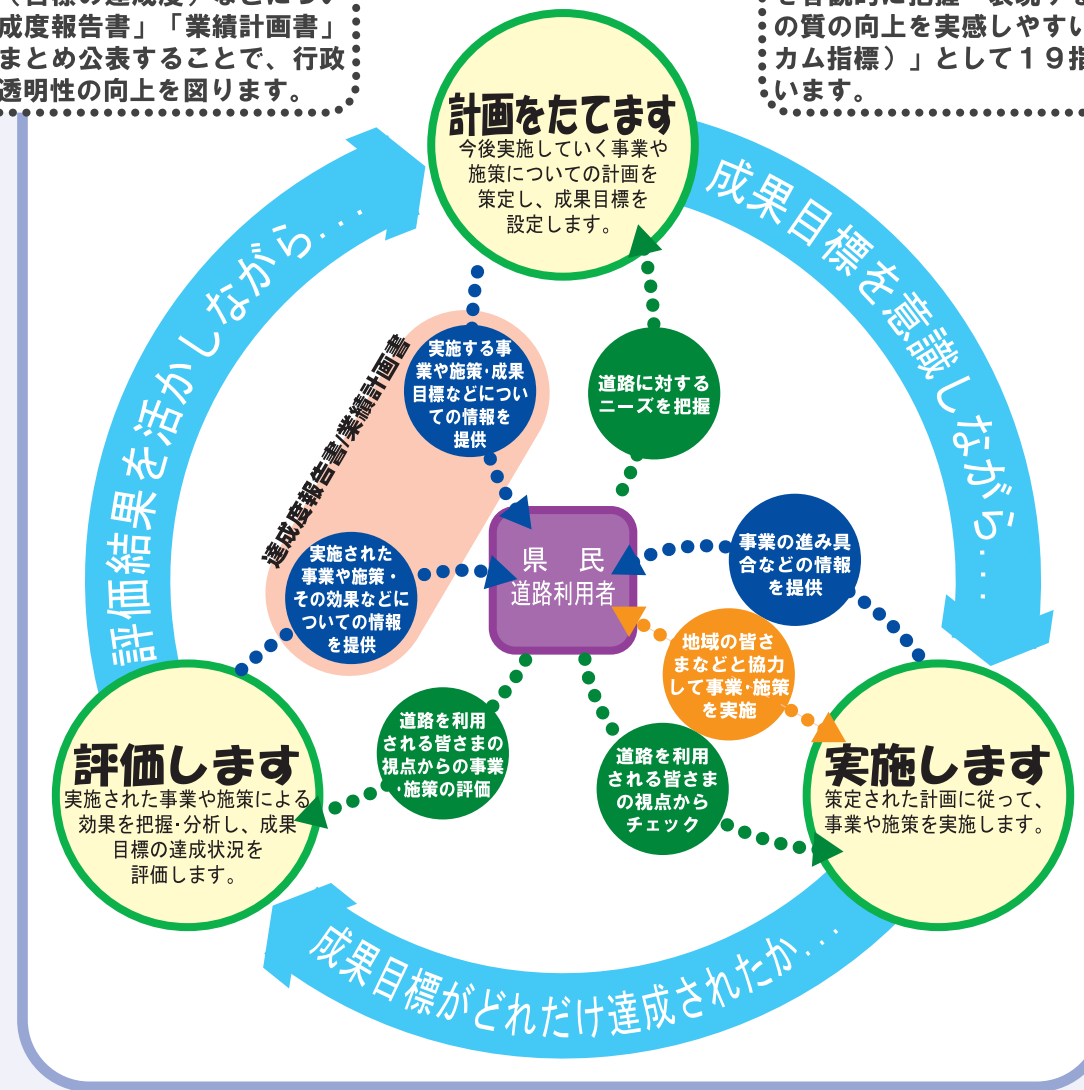 （目標の達成度）などについ
成度報告書」「業績計画書」
まとめ公表することで、行政
透明性の向上を図ります。
の質の向上を実感しやすい
カム指標）」として１９指
います。
計画をたてます
今後実施していく事業や
施策についての計画を
策定し、成果目標を
設定します。
成果目標を意識しながら...
評価結果を活かしながら...
達成度報告書/業績計画書
実施する事
業や施策・成果
目標などについ
ての情報を
提供
道路に対する
ニーズを把握
実施された
事業や施策・
その効果などに
ついての情報
を提供
県　民
道路利用者
事業の進み具
合などの情報
を提供
地域の皆さ
まなどと協力
して事業・施策
を実施
道路を利用
される皆さまの
視点からの事業
・施策の評価
道路を利用
される皆さま
の視点から
チェック
評価します
実施された事業や施策による
効果を把握・分析し、成果
目標の達成状況を
評価します。
実施します
策定された計画に従って、
事業や施策を実施します。
成果目標がどれだけ達成されたか...